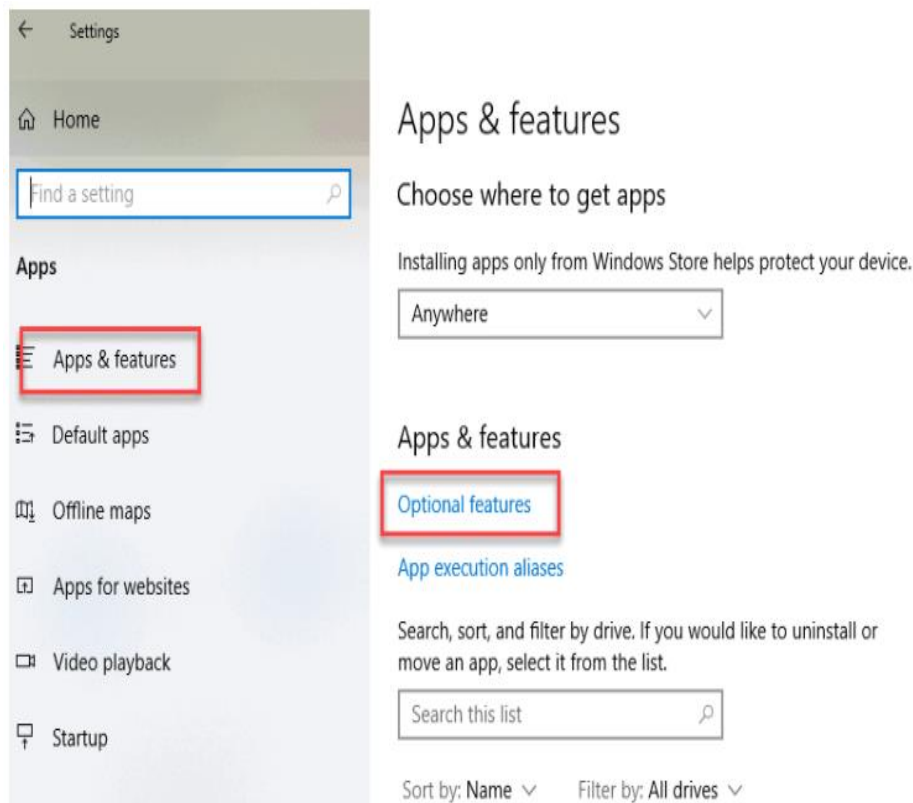 Settings
Home
Find a setting
Apps
Apps & features
Default apps
Offline maps
Apps for websites
Video playback
Startup
Apps & features
Choose where to get apps
Installing apps only from Windows Store helps protect your device.
Anywhere
Apps & features
Optional features
App execution aliases
Search, sort, and filter by drive. If you would like to uninstall or
move an app, select it from the list.
Search this list
Sort by: Name Filter by: All drives